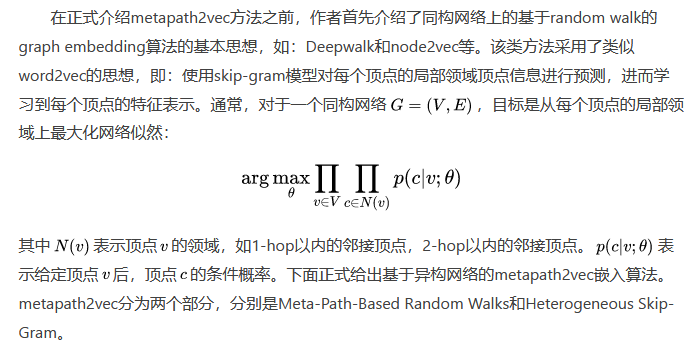 在正式介绍metapath2vec方法之前，作者首先介绍了同构网络上的基于random walk的
graph embedding算法的基本思想，如：Deepwalk和node2vec等。该类方法采用了类似
word2vec的思想，即：使用skip-gram模型对每个顶点的局部领域顶点信息进行预测，进而学
习到每个顶点的特征表示。通常，对于一个同构网络 G = (V, E) ，目标是从每个顶点的局部领
域上最大化网络似然：
arg max_θ ∏_{v∈V} ∏_{c∈N(v)} p(c|v; θ)
其中 N(v) 表示顶点 v 的领域，如1-hop以内的邻接顶点，2-hop以内的邻接顶点。 p(c|v; θ) 表
示给定顶点 v 后，顶点 c 的条件概率。下面正式给出基于异构网络的metapath2vec嵌入算法。
metapath2vec分为两个部分，分别是Meta-Path-Based Random Walks和Heterogeneous Skip-
Gram。